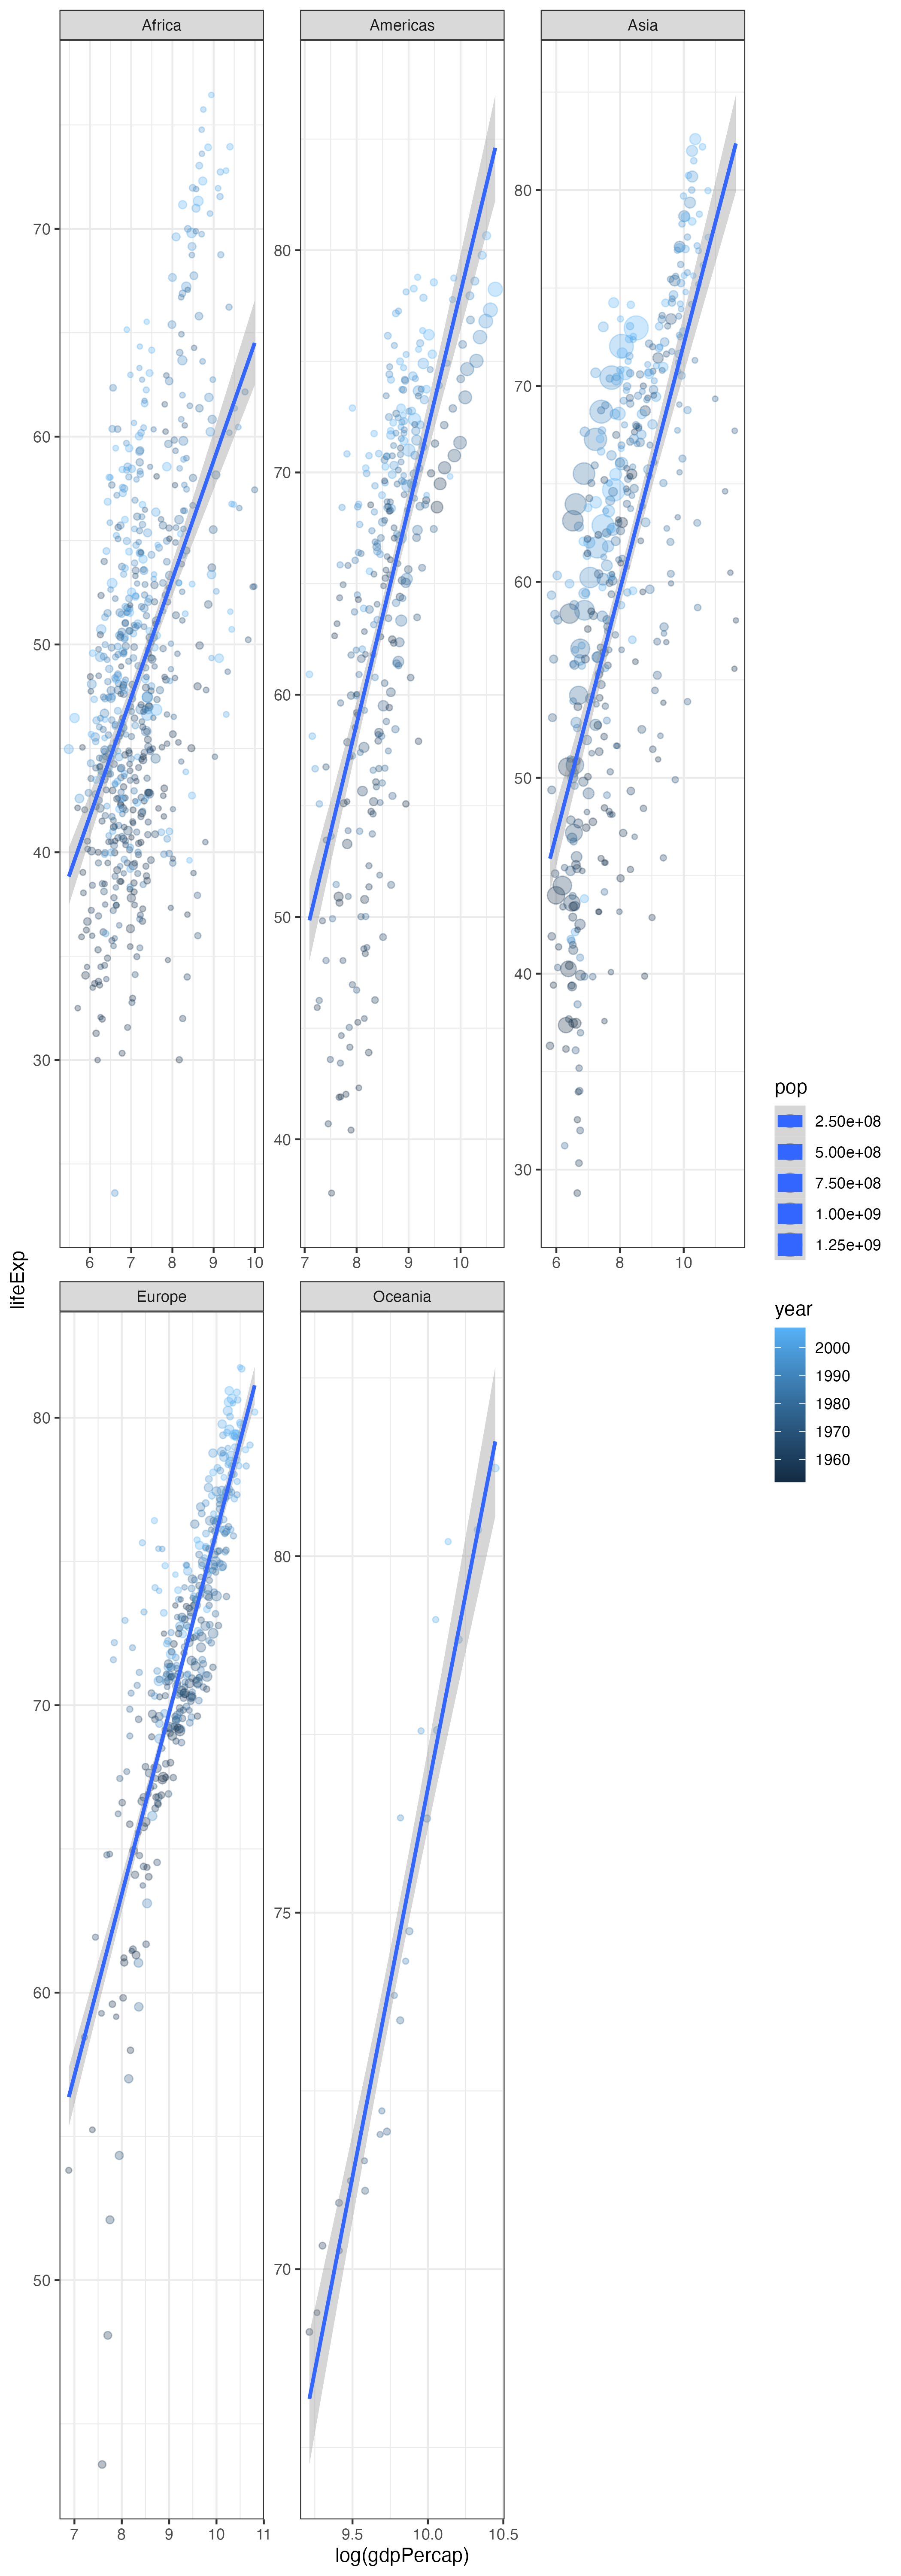 Africa
Americas
Asia
70
60
50
40
30
80
70
60
50
40
80
70
60
50
40
30
6 7 8 9 10
7 8 9 10
6 8 10
lifeExp
pop
2.50e+08
5.00e+08
7.50e+08
1.00e+09
1.25e+09
year
2000
1990
1980
1970
1960
Europe
Oceania
80
70
60
50
80
75
70
7 8 9 10 11
9.5 10.0 10.5
log(gdpPercap)